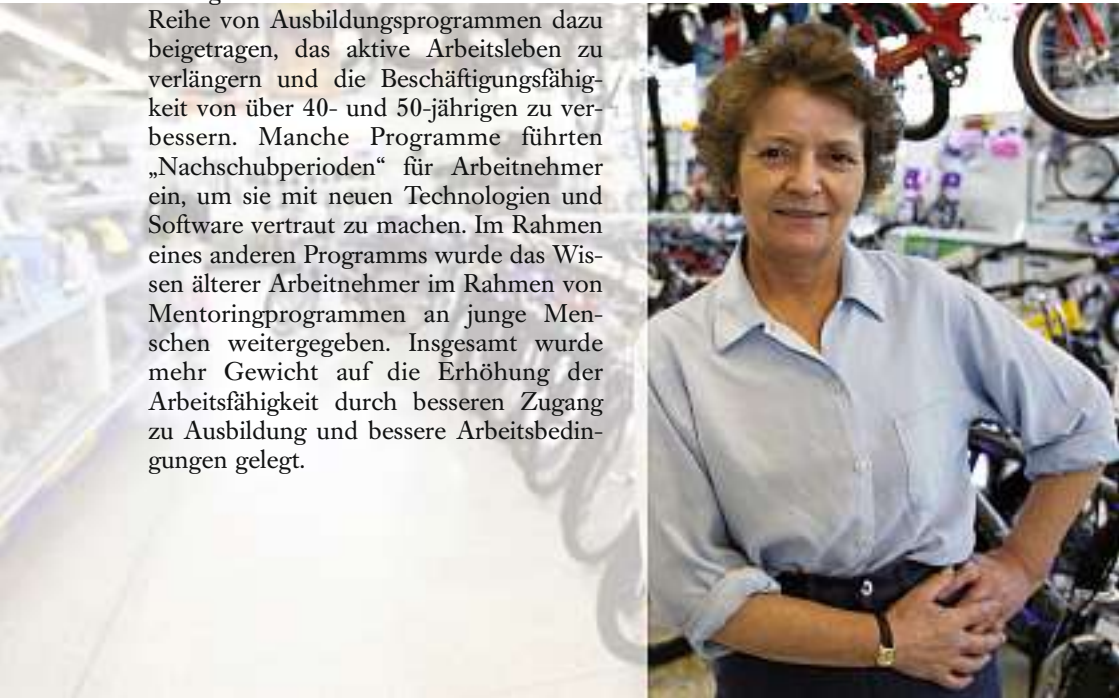 Reihe von Ausbildungsprogrammen dazu
beigetragen, das aktive Arbeitsleben zu
verlängern und die Beschäftigungsfähig-
keit von über 40- und 50-jährigen zu ver-
bessern. Manche Programme führten
„Nachschubperioden“ für Arbeitnehmer
ein, um sie mit neuen Technologien und
Software vertraut zu machen. Im Rahmen
eines anderen Programms wurde das Wis-
sen älterer Arbeitnehmer im Rahmen von
Mentoringprogrammen an junge Men-
schen weitergegeben. Insgesamt wurde
mehr Gewicht auf die Erhöhung der
Arbeitsfähigkeit durch besseren Zugang
zu Ausbildung und bessere Arbeitsbedin-
gungen gelegt.